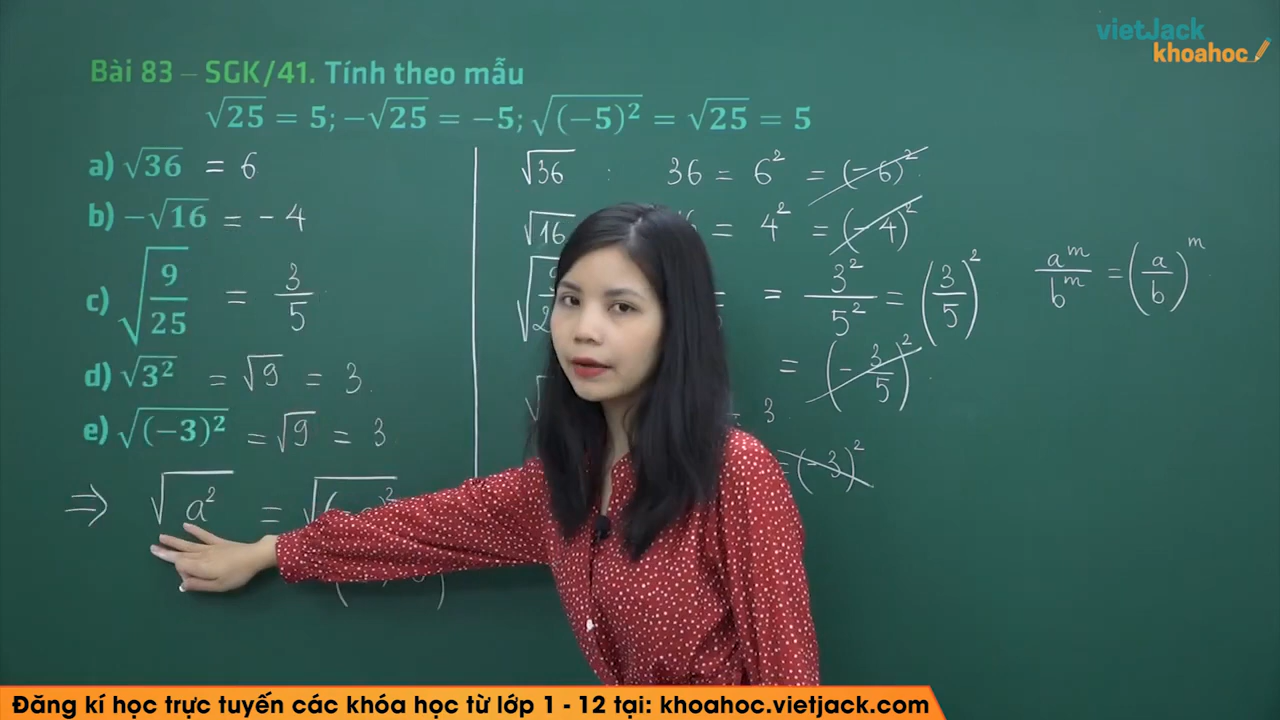 vietJack
khoahoc
Bài 83 – SGK/41. Tính theo mẫu
√25 = 5; −√25 = −5; √(−5)² = √25 = 5
a) √36 = 6
b) −√16 = − 4
c) √(9/25) = 3/5
d) √3² = √9 = 3.
e) √(−3)² = √9 = 3
⇒ √a² = √( )²
√36 : 36 = 6² = (−6)²
√16 = 4² = (−4)²
= 3²/5² = (3/5)²
= (−3/5)².
= 3
= (−3)²
aᵐ/bᵐ = (a/b)ᵐ
Đăng kí học trực tuyến các khóa học từ lớp 1 - 12 tại: khoahoc.vietjack.com